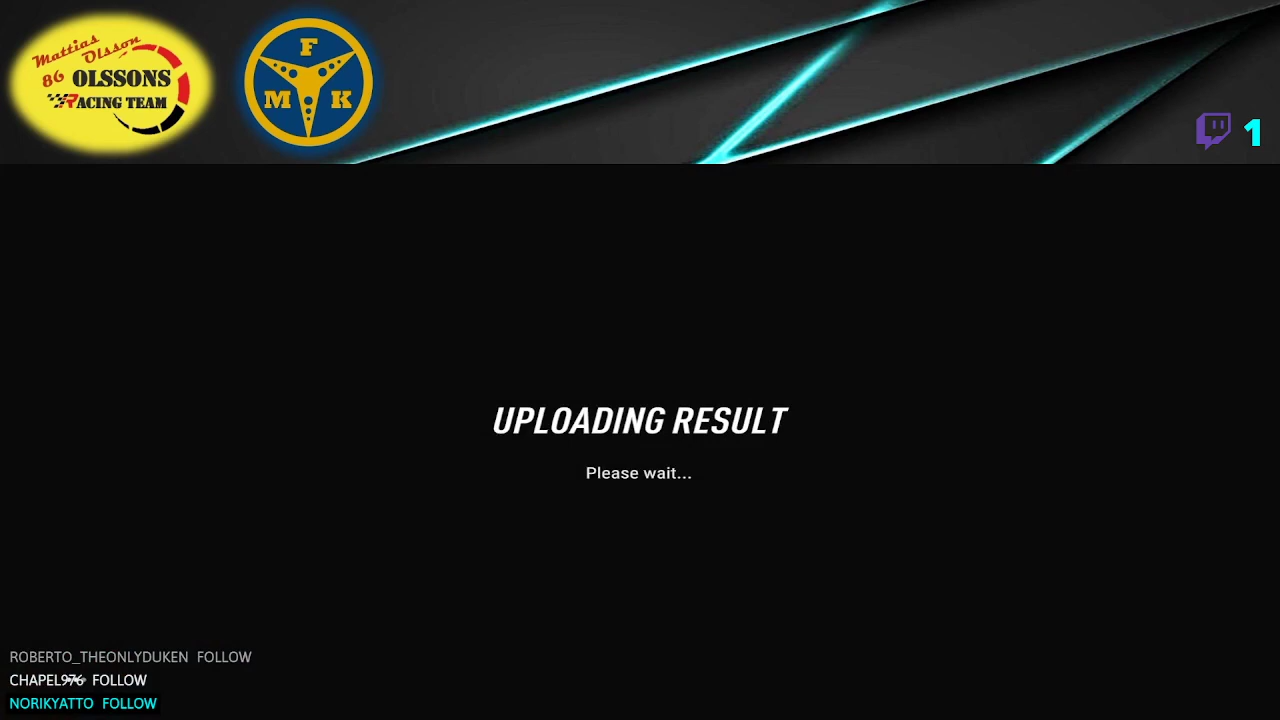 Mattias Olsson
86 OLSSONS
RACING TEAM
F
M K
1
UPLOADING RESULT
Please wait...
ROBERTO_THEONLYDUKEN FOLLOW
CHAPEL976 FOLLOW
NORIKYATTO FOLLOW